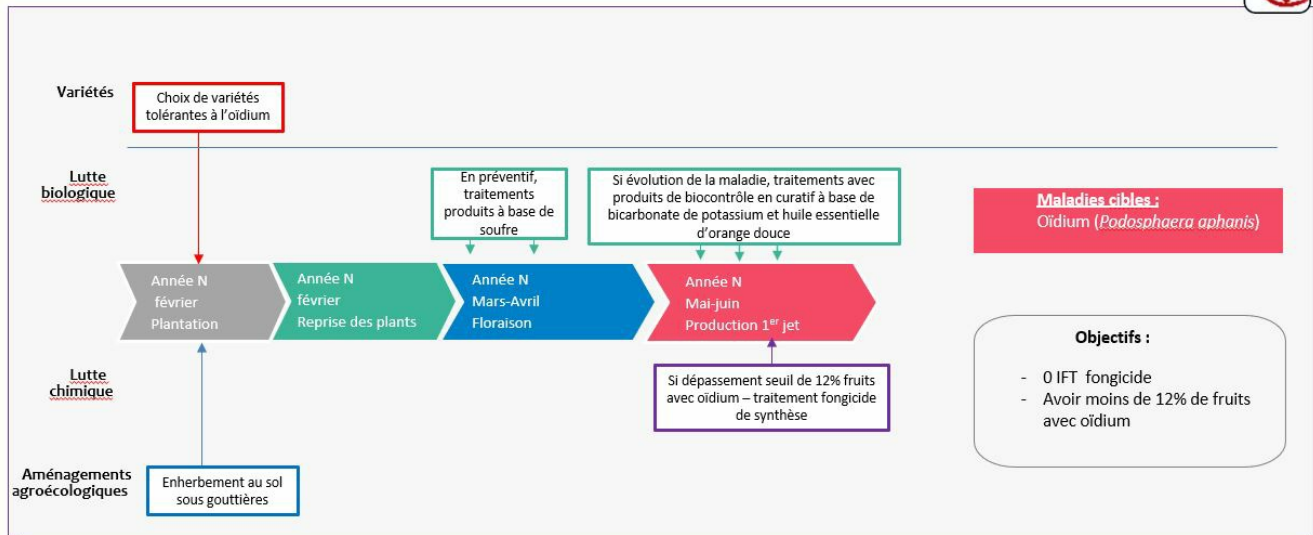 Variétés
Choix de variétés
tolérantes à l'oïdium
Lutte
biologique
En préventif,
traitements
produits à base de
soufre
Si évolution de la maladie, traitements avec
produits de biocontrôle en curatif à base de
bicarbonate de potassium et huile essentielle
d'orange douce
Maladies cibles :
Oïdium (Podosphaera aphanis)
Année N
février
Plantation
Année N
février
Reprise des plants
Année N
Mars-Avril
Floraison
Année N
Mai-juin
Production 1er jet
Lutte
chimique
Si dépassement seuil de 12% fruits
avec oïdium – traitement fongicide
de synthèse
Objectifs :
- 0 IFT fongicide
- Avoir moins de 12% de fruits
avec oïdium
Aménagements
agroécologiques
Enherbement au sol
sous gouttières